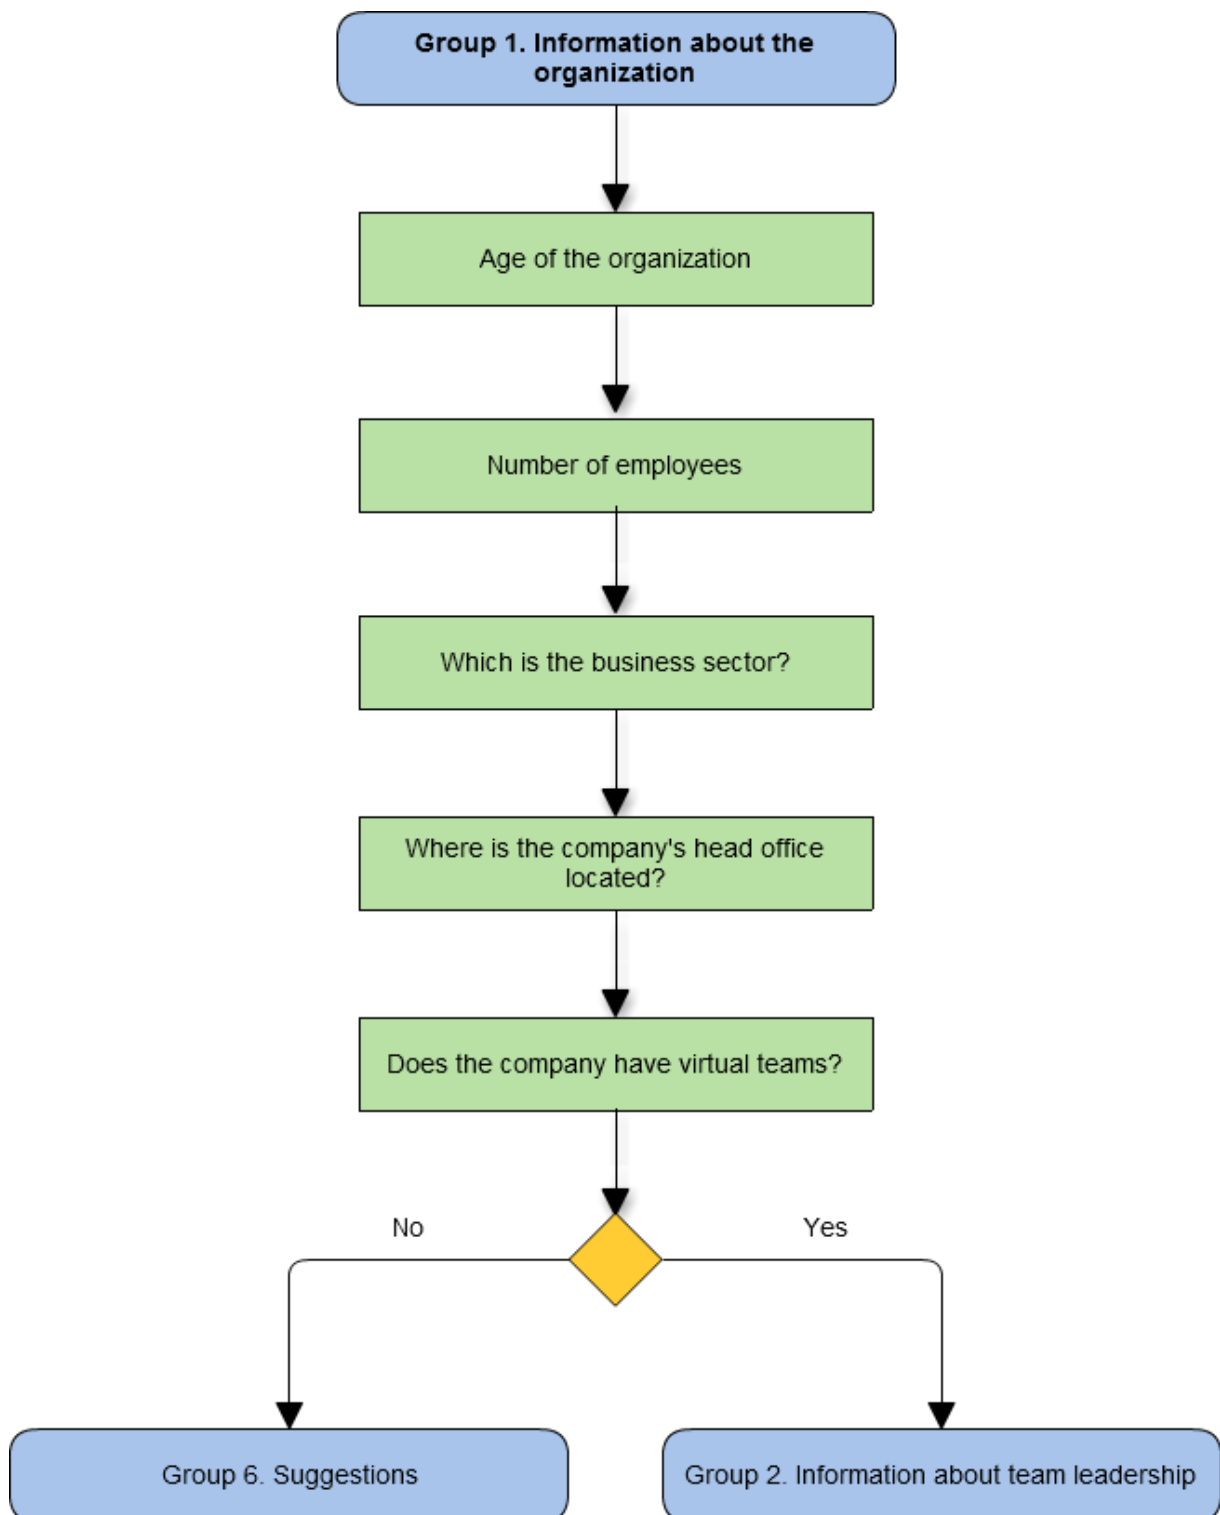 Group 1. Information about the
organization
Age of the organization
Number of employees
Which is the business sector?
Where is the company's head office
located?
Does the company have virtual teams?
No
Yes
Group 6. Suggestions
Group 2. Information about team leadership